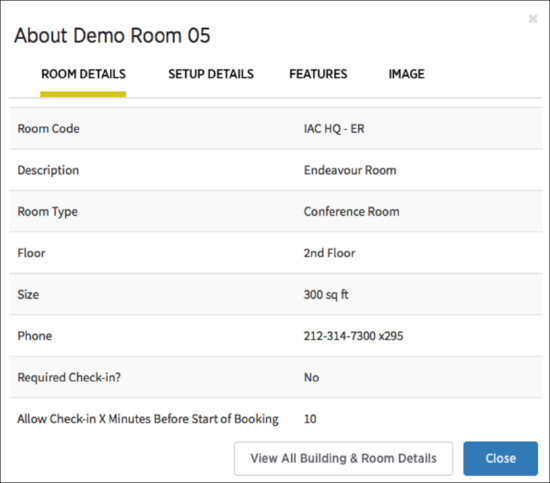 ×
About Demo Room 05
ROOM DETAILS SETUP DETAILS FEATURES IMAGE
Room Code IAC HQ - ER
Description Endeavour Room
Room Type Conference Room
Floor 2nd Floor
Size 300 sq ft
Phone 212-314-7300 x295
Required Check-in? No
Allow Check-in X Minutes Before Start of Booking 10
View All Building & Room Details Close